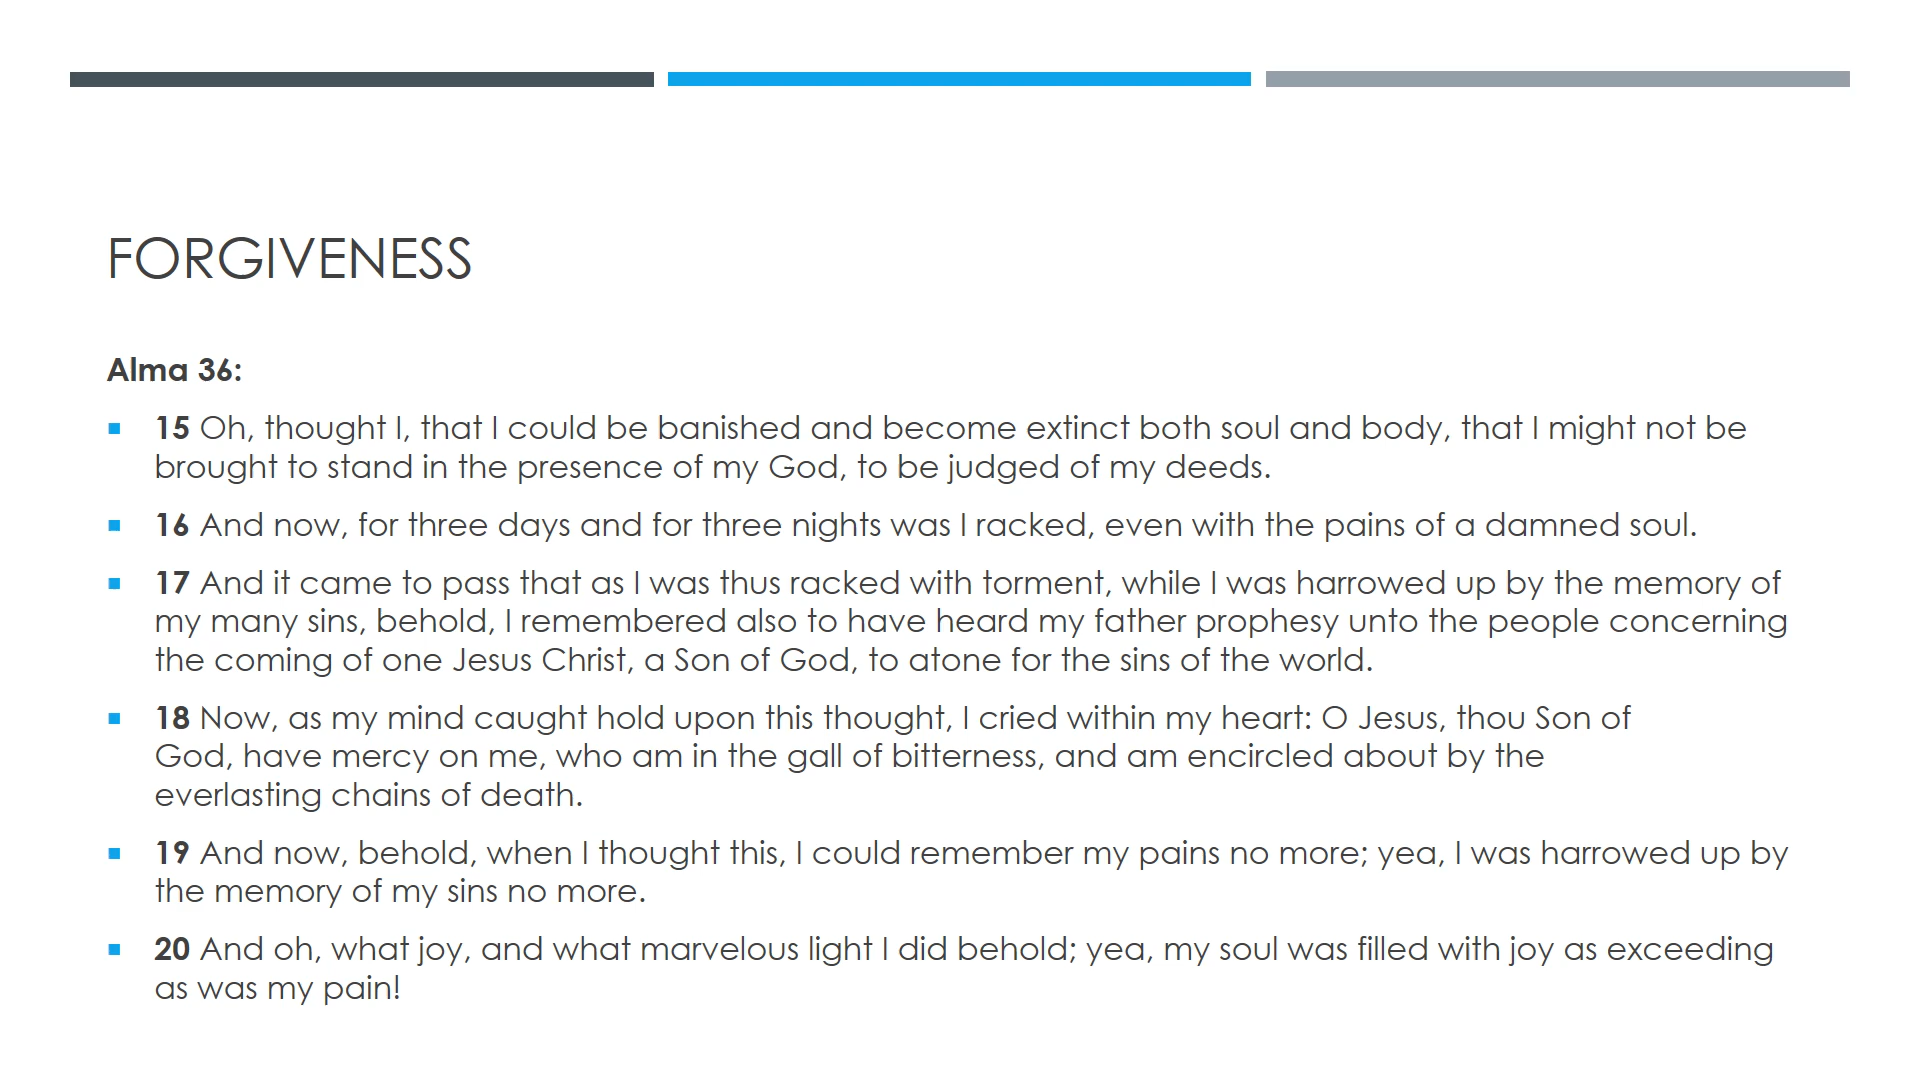 FORGIVENESS
Alma 36:
15 Oh, thought I, that I could be banished and become extinct both soul and body, that I might not be
brought to stand in the presence of my God, to be judged of my deeds.
16 And now, for three days and for three nights was I racked, even with the pains of a damned soul.
17 And it came to pass that as I was thus racked with torment, while I was harrowed up by the memory of
my many sins, behold, I remembered also to have heard my father prophesy unto the people concerning
the coming of one Jesus Christ, a Son of God, to atone for the sins of the world.
18 Now, as my mind caught hold upon this thought, I cried within my heart: O Jesus, thou Son of
God, have mercy on me, who am in the gall of bitterness, and am encircled about by the
everlasting chains of death.
19 And now, behold, when I thought this, I could remember my pains no more; yea, I was harrowed up by
the memory of my sins no more.
20 And oh, what joy, and what marvelous light I did behold; yea, my soul was filled with joy as exceeding
as was my pain!